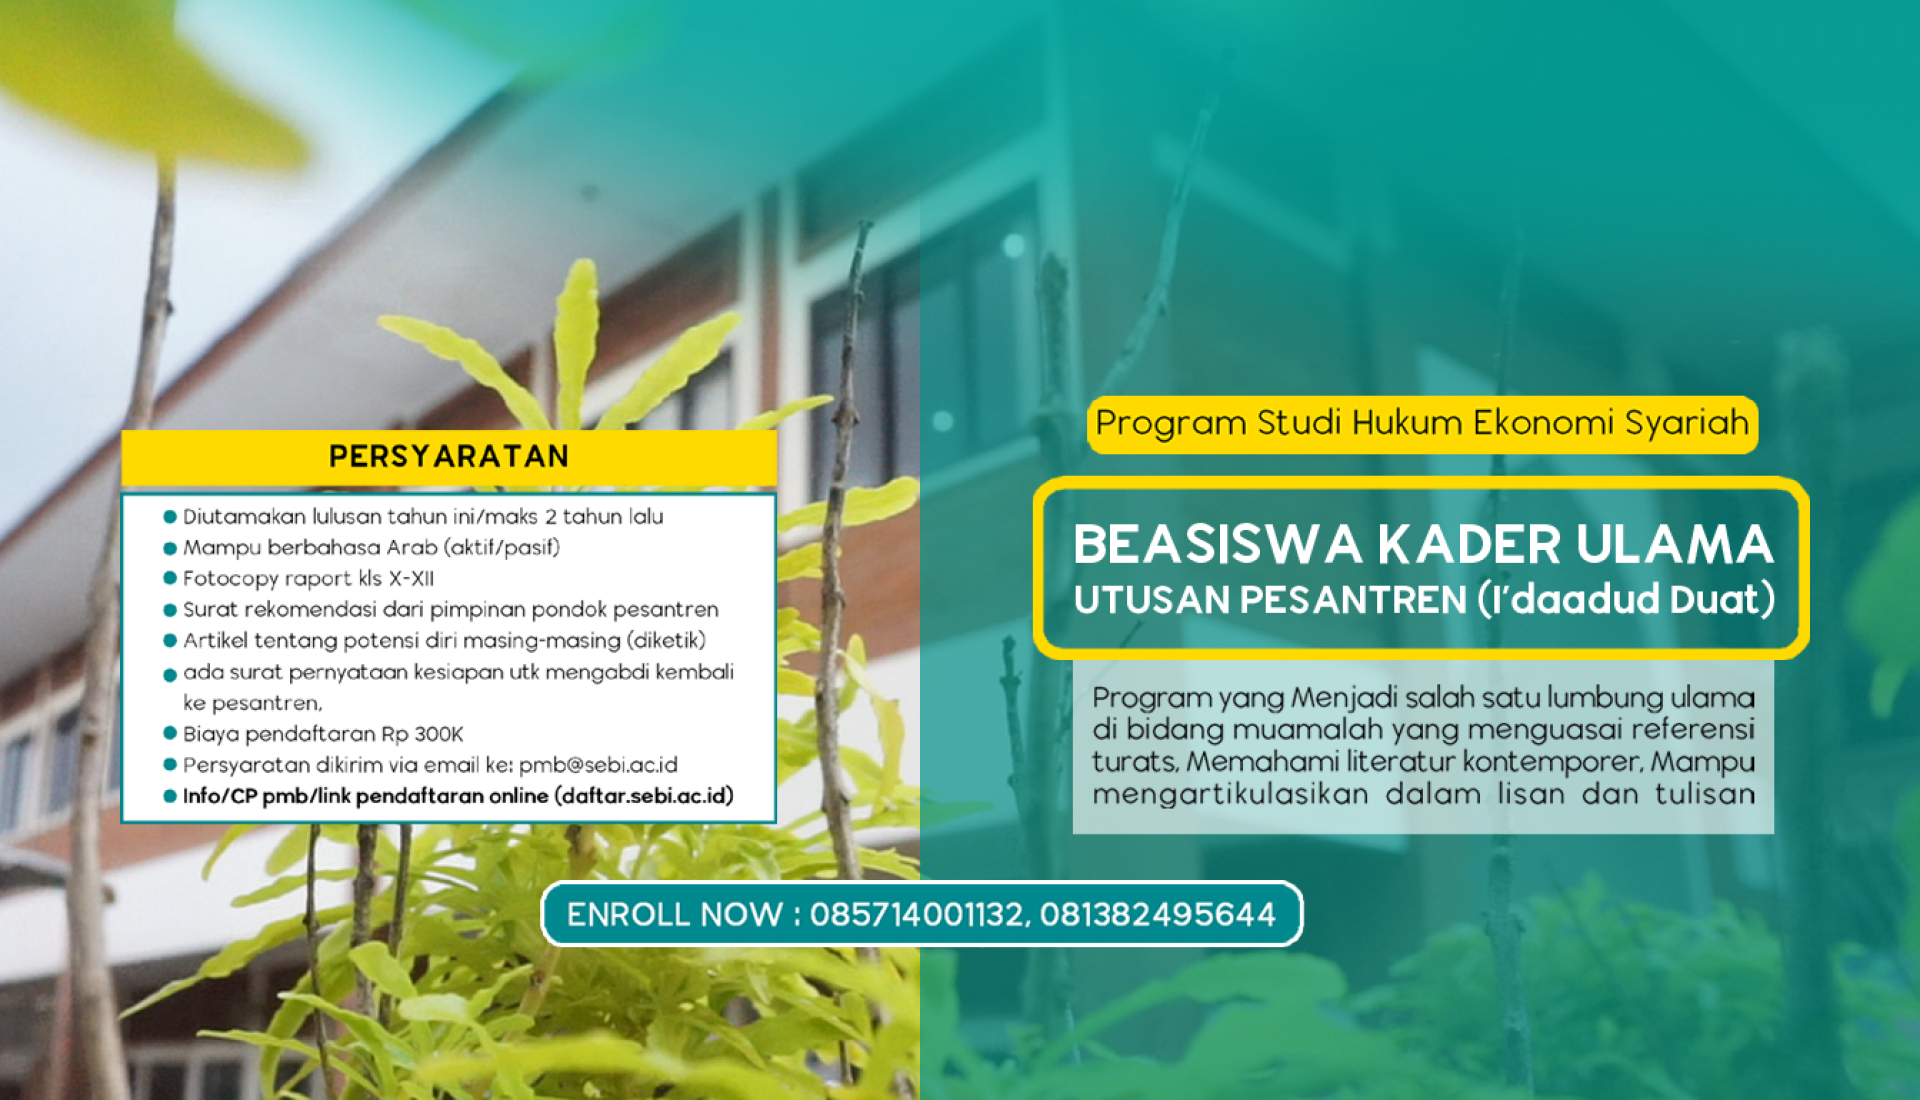 PERSYARATAN
Diutamakan lulusan tahun ini/maks 2 tahun lalu
Mampu berbahasa Arab (aktif/pasif)
Fotocopy raport kls X-XII
Surat rekomendasi dari pimpinan pondok pesantren
Artikel tentang potensi diri masing-masing (diketik)
ada surat pernyataan kesiapan utk mengabdi kembali
ke pesantren,
Biaya pendaftaran Rp 300K
Persyaratan dikirim via email ke: pmb@sebi.ac.id
Info/CP pmb/link pendaftaran online (daftar.sebi.ac.id)
Program Studi Hukum Ekonomi Syariah
BEASISWA KADER ULAMA
UTUSAN PESANTREN (I'daadud Duat)
Program yang Menjadi salah satu lumbung ulama
di bidang muamalah yang menguasai referensi
turats, Memahami literatur kontemporer, Mampu
mengartikulasikan dalam lisan dan tulisan
ENROLL NOW : 085714001132, 081382495644